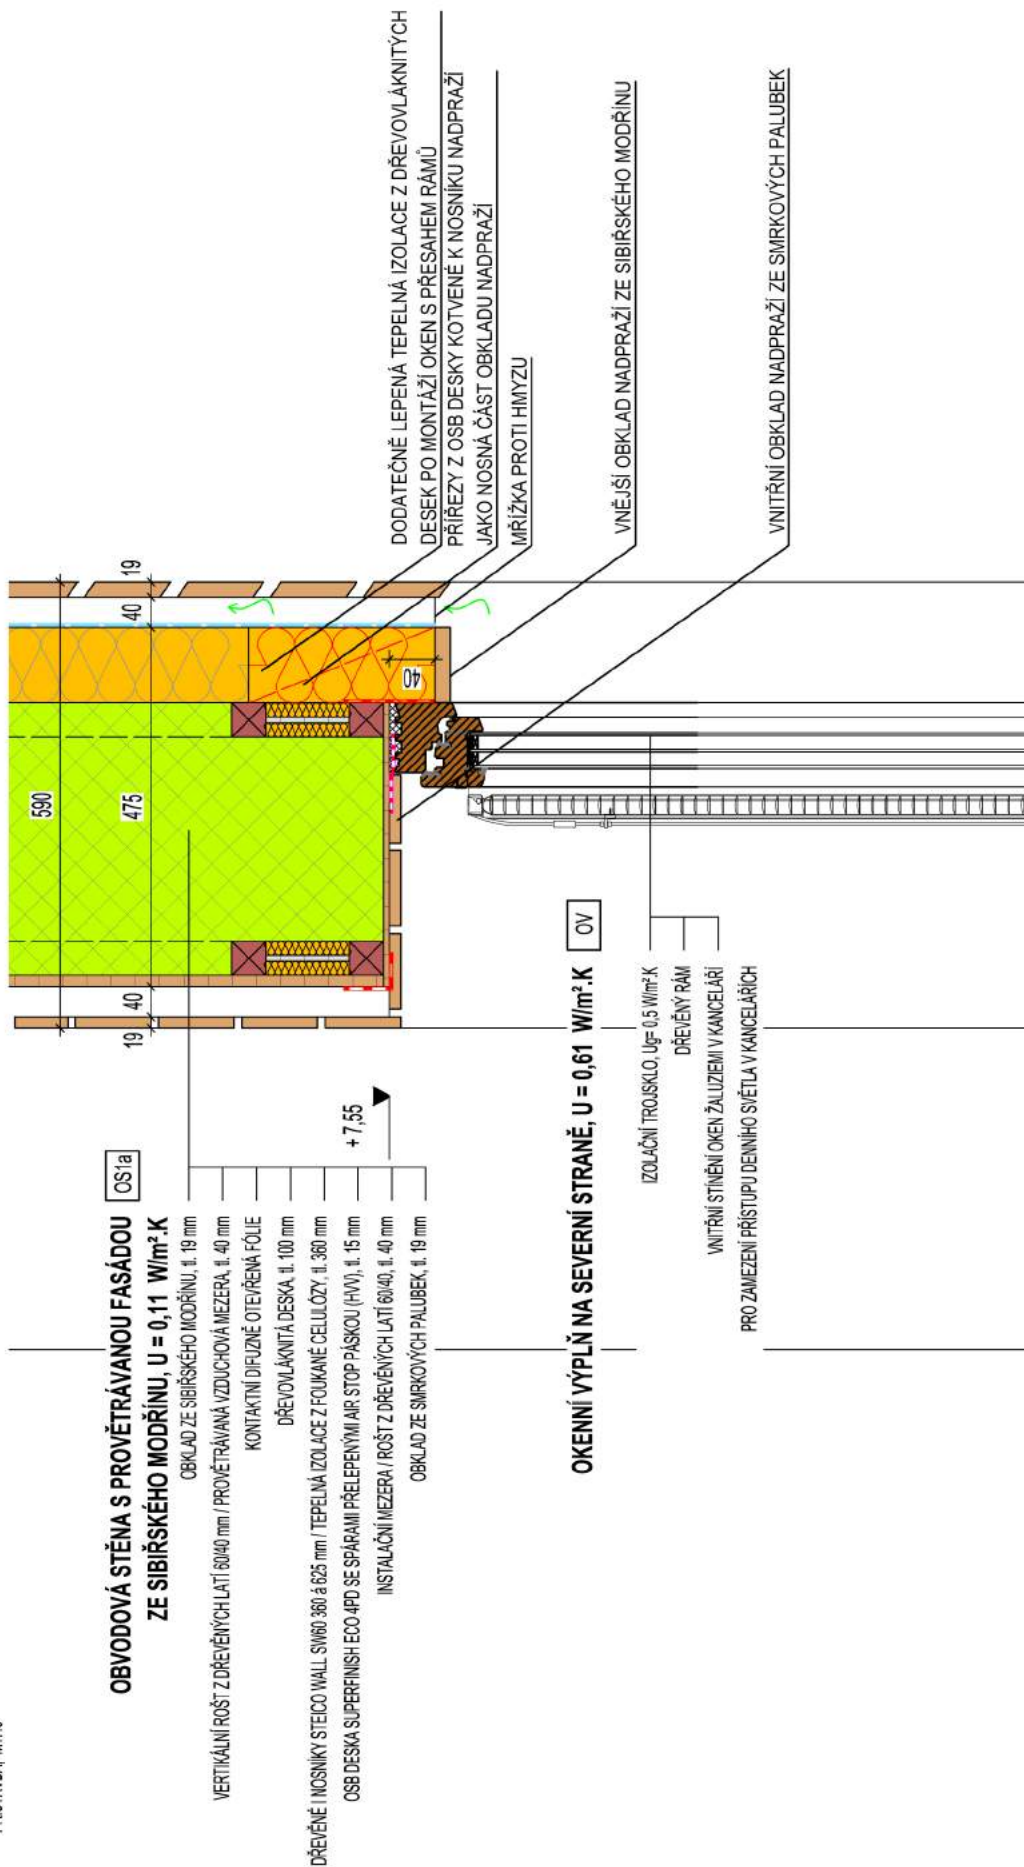 OBVODOVÁ STĚNA S PROVĚTRÁVANOU FASÁDOU OS1a
ZE SIBIŘSKÉHO MODŘÍNU, U = 0,11 W/m².K
OBKLAD ZE SIBIŘSKÉHO MODŘÍNU, tl. 19 mm
VERTIKÁLNÍ ROŠT Z DŘEVĚNÝCH LATÍ 60/40 mm / PROVĚTRÁVANÁ VZDUCHOVÁ MEZERA, tl. 40 mm
KONTAKTNÍ DIFUZNĚ OTEVŘENÁ FÓLIE
DŘEVOVLÁKNITÁ DESKA, tl. 100 mm
DŘEVĚNÉ I NOSNÍKY STEICO WALL SW60 360 á 625 mm / TEPELNÁ IZOLACE Z FOUKANÉ CELULÓZY, tl. 360 mm
OSB DESKA SUPERFINISH ECO 4PD SE SPÁRAMI PŘELEPENÝMI AIR STOP PÁSKOU (HVV), tl. 15 mm
INSTALAČNÍ MEZERA / ROŠT Z DŘEVĚNÝCH LATÍ 60/40, tl. 40 mm
OBKLAD ZE SMRKOVÝCH PALUBEK, tl. 19 mm
+ 7,55
590
19
40
475
40
19
40
DODATEČNĚ LEPENÁ TEPELNÁ IZOLACE Z DŘEVOVLÁKNITÝCH
DESEK PO MONTÁŽI OKEN S PŘESAHEM RÁMŮ
PŘÍŘEZY Z OSB DESKY KOTVENÉ K NOSNÍKU NADPRAŽÍ
JAKO NOSNÁ ČÁST OBKLADU NADPRAŽÍ
MŘÍŽKA PROTI HMYZU
VNĚJŠÍ OBKLAD NADPRAŽÍ ZE SIBIŘSKÉHO MODŘÍNU
VNITŘNÍ OBKLAD NADPRAŽÍ ZE SMRKOVÝCH PALUBEK
OKENNÍ VÝPLŇ NA SEVERNÍ STRANĚ, U = 0,61 W/m².K OV
IZOLAČNÍ TROJSKLO, Ug= 0,5 W/m².K
DŘEVĚNÝ RÁM
VNITŘNÍ STÍNĚNÍ OKEN ŽALUZIEMI V KANCELÁŘI
PRO ZAMEZENÍ PŘÍSTUPU DENNÍHO SVĚTLA V KANCELÁŘÍCH